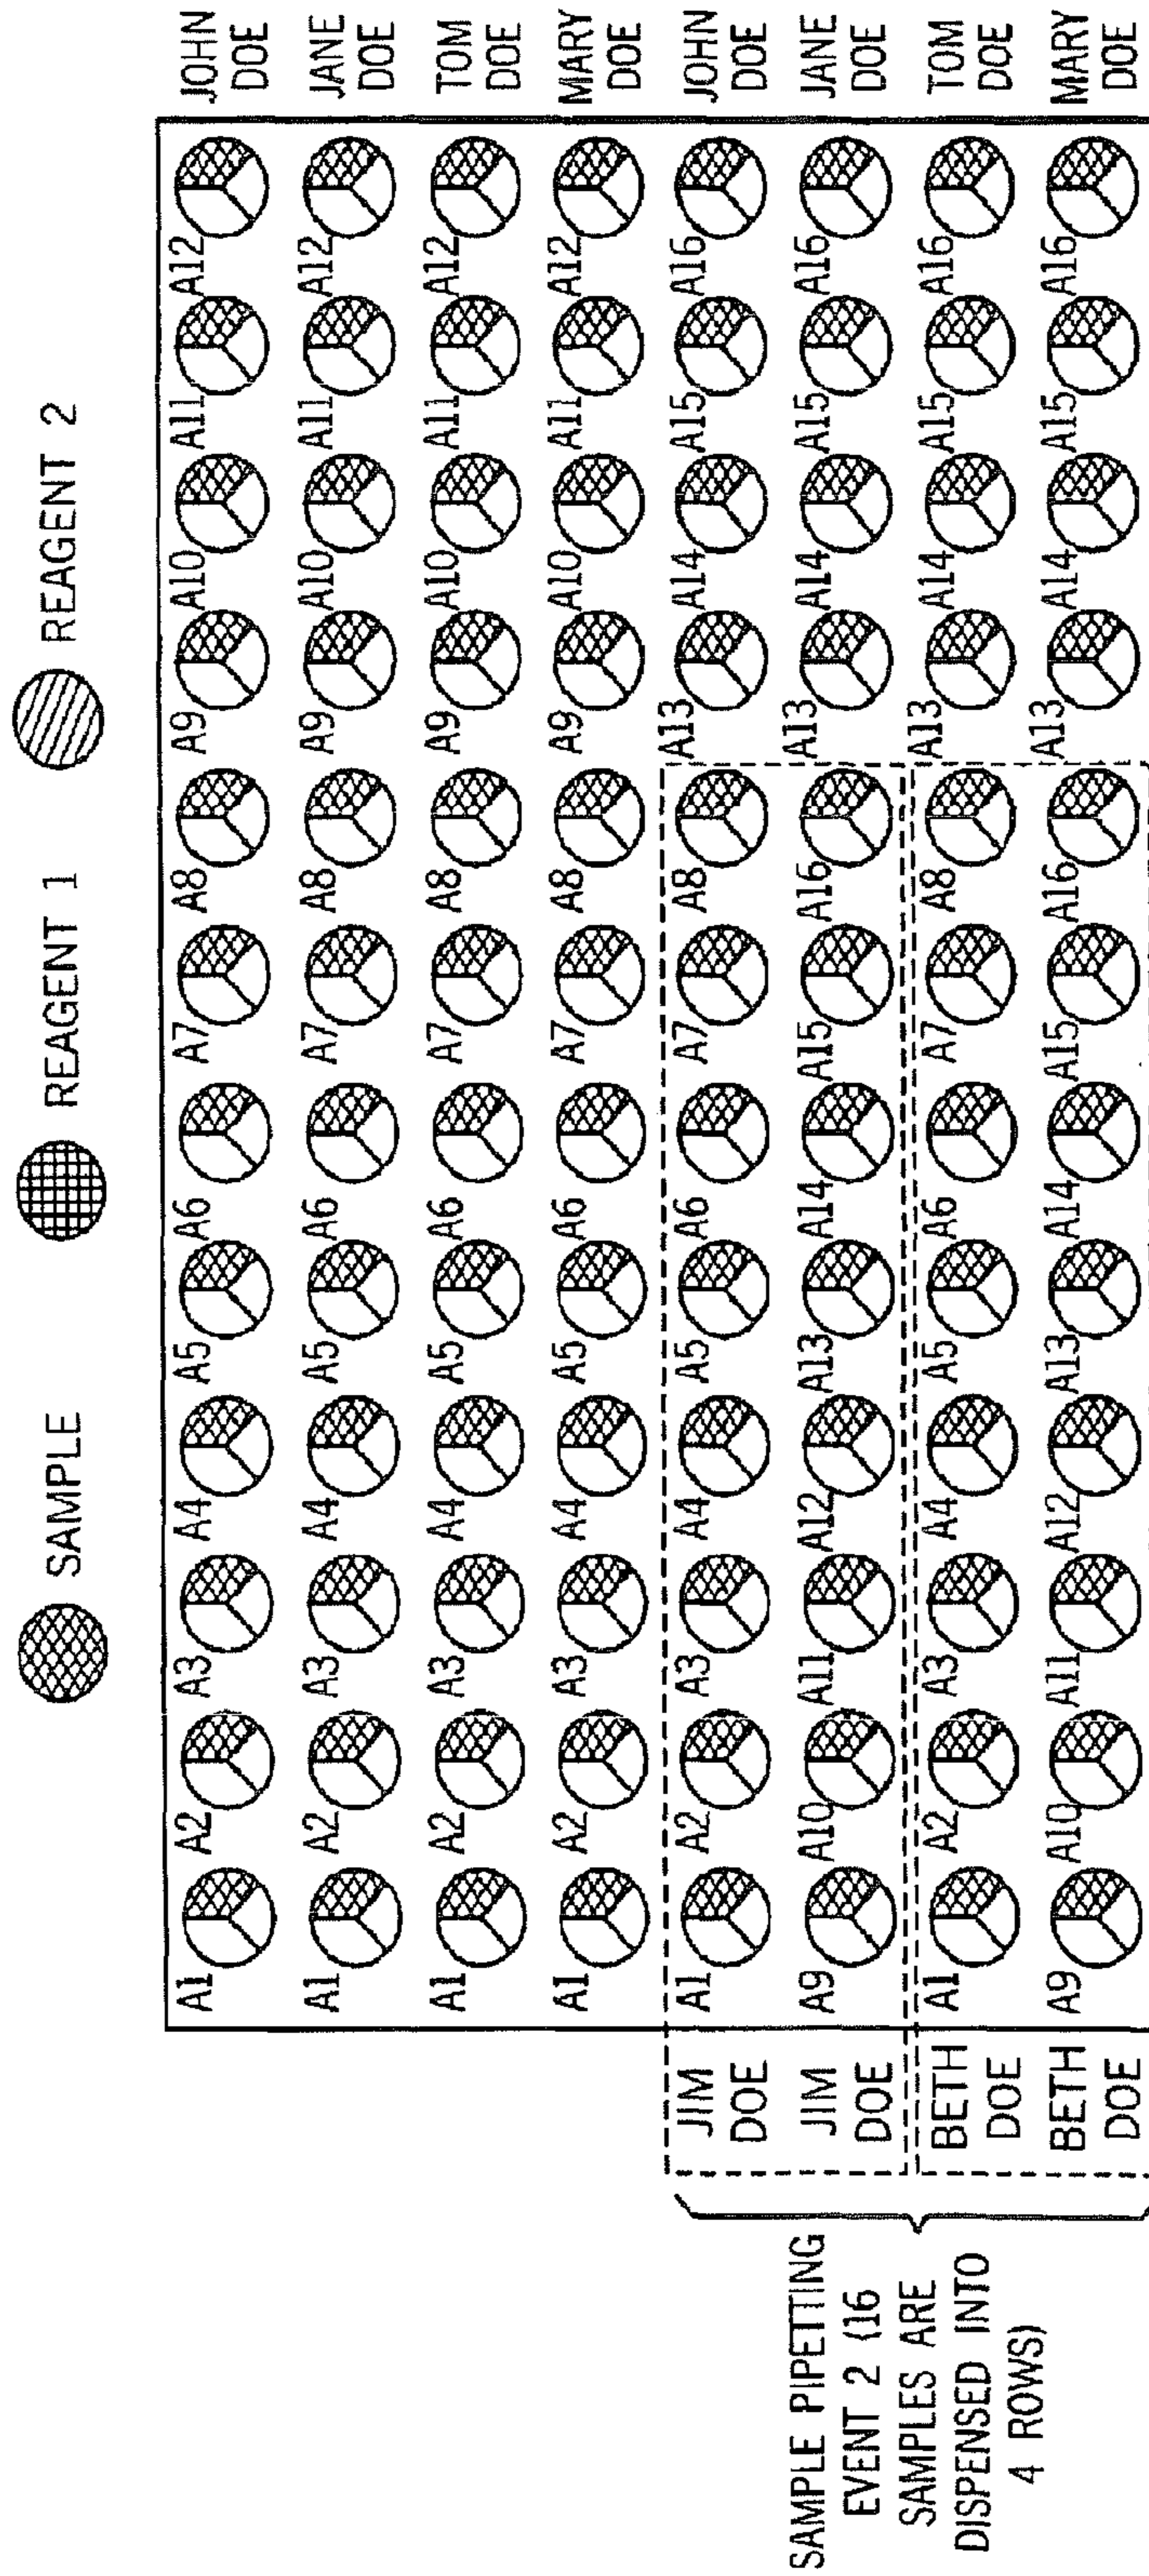 SAMPLE REAGENT 1 REAGENT 2
A1 A2 A3 A4 A5 A6 A7 A8 A9 A10 A11 A12 JOHN
DOE
A1 A2 A3 A4 A5 A6 A7 A8 A9 A10 A11 A12 JANE
DOE
A1 A2 A3 A4 A5 A6 A7 A8 A9 A10 A11 A12 TOM
DOE
A1 A2 A3 A4 A5 A6 A7 A8 A9 A10 A11 A12 MARY
DOE
JIM A1 A2 A3 A4 A5 A6 A7 A8 A13 A14 A15 A16 JOHN
DOE DOE
JIM A9 A10 A11 A12 A13 A14 A15 A16 A13 A14 A15 A16 JANE
DOE DOE
BETH A1 A2 A3 A4 A5 A6 A7 A8 A13 A14 A15 A16 TOM
DOE DOE
BETH A9 A10 A11 A12 A13 A14 A15 A16 A13 A14 A15 A16 MARY
DOE DOE
SAMPLE PIPETTING
EVENT 2 (16
SAMPLES ARE
DISPENSED INTO
4 ROWS)